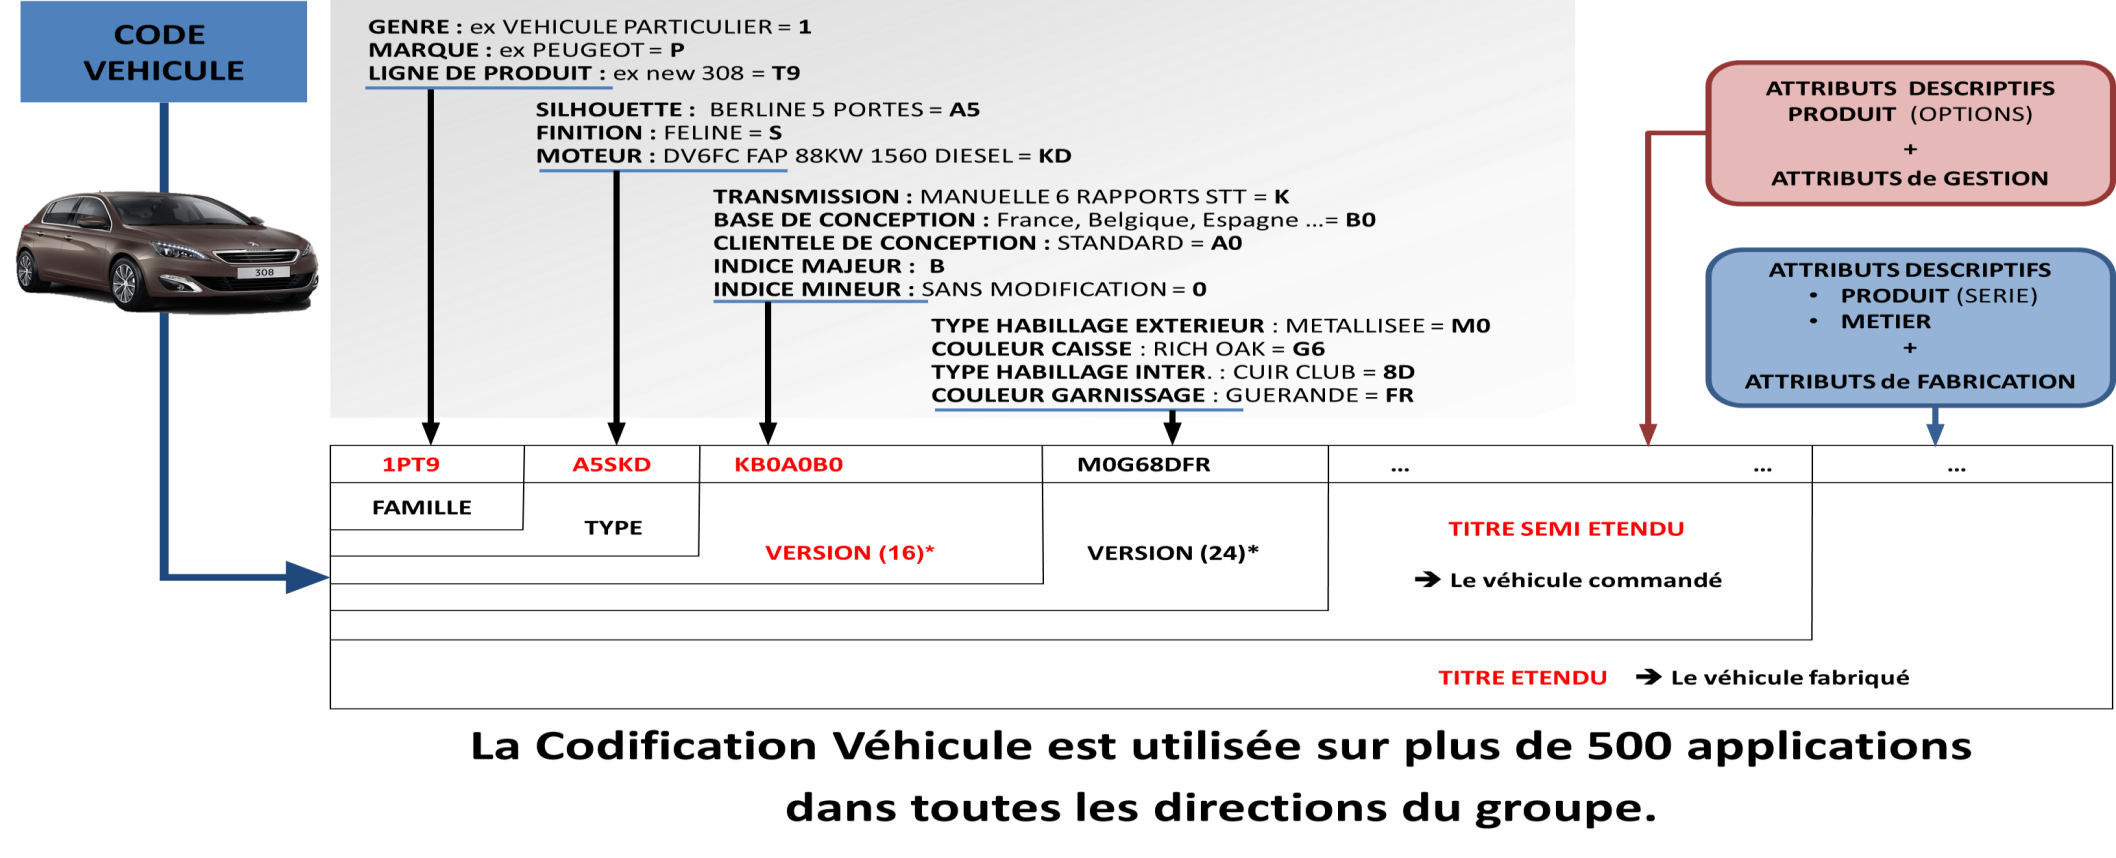 CODE
VEHICULE
GENRE : ex VEHICULE PARTICULIER = 1
MARQUE : ex PEUGEOT = P
LIGNE DE PRODUIT : ex new 308 = T9
SILHOUETTE : BERLINE 5 PORTES = A5
FINITION : FELINE = S
MOTEUR : DV6FC FAP 88KW 1560 DIESEL = KD
TRANSMISSION : MANUELLE 6 RAPPORTS STT = K
BASE DE CONCEPTION : France, Belgique, Espagne ...= B0
CLIENTELE DE CONCEPTION : STANDARD = A0
INDICE MAJEUR : B
INDICE MINEUR : SANS MODIFICATION = 0
TYPE HABILLAGE EXTERIEUR : METALLISEE = M0
COULEUR CAISSE : RICH OAK = G6
TYPE HABILLAGE INTER. : CUIR CLUB = 8D
COULEUR GARNISSAGE : GUERANDE = FR
ATTRIBUTS DESCRIPTIFS
PRODUIT (OPTIONS)
+
ATTRIBUTS de GESTION
ATTRIBUTS DESCRIPTIFS
• PRODUIT (SERIE)
• METIER
+
ATTRIBUTS de FABRICATION
308
1PT9 A5SKD KB0A0B0 M0G68DFR ... ... ...
FAMILLE
TYPE
VERSION (16)*
VERSION (24)*
TITRE SEMI ETENDU
➔ Le véhicule commandé
TITRE ETENDU ➔ Le véhicule fabriqué
La Codification Véhicule est utilisée sur plus de 500 applications
dans toutes les directions du groupe.